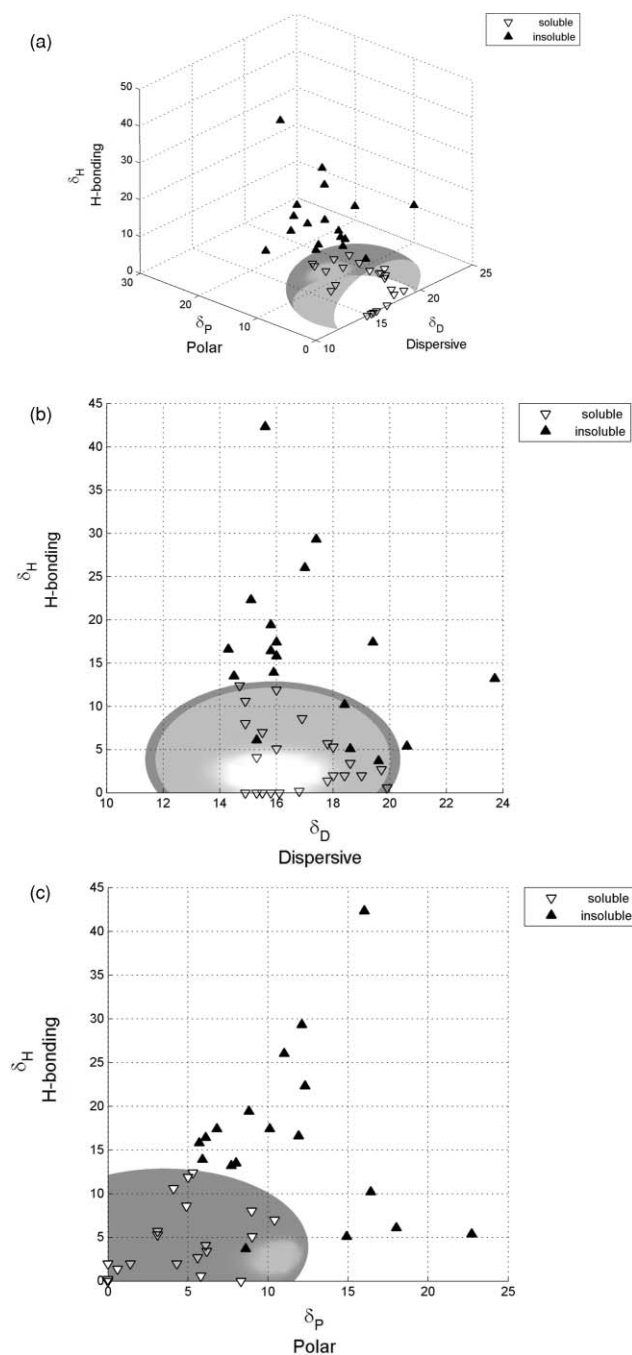 (a)
soluble
insoluble
50
40
30
20
10
0
δH
H-bonding
30
20
10
0
δP
Polar
10
15
20
25
δD
Dispersive
(b)
soluble
insoluble
45
40
35
30
25
20
15
10
5
0
δH
H-bonding
10 12 14 16 18 20 22 24
δD
Dispersive
(c)
soluble
insoluble
45
40
35
30
25
20
15
10
5
0
δH
H-bonding
0 5 10 15 20 25
δP
Polar